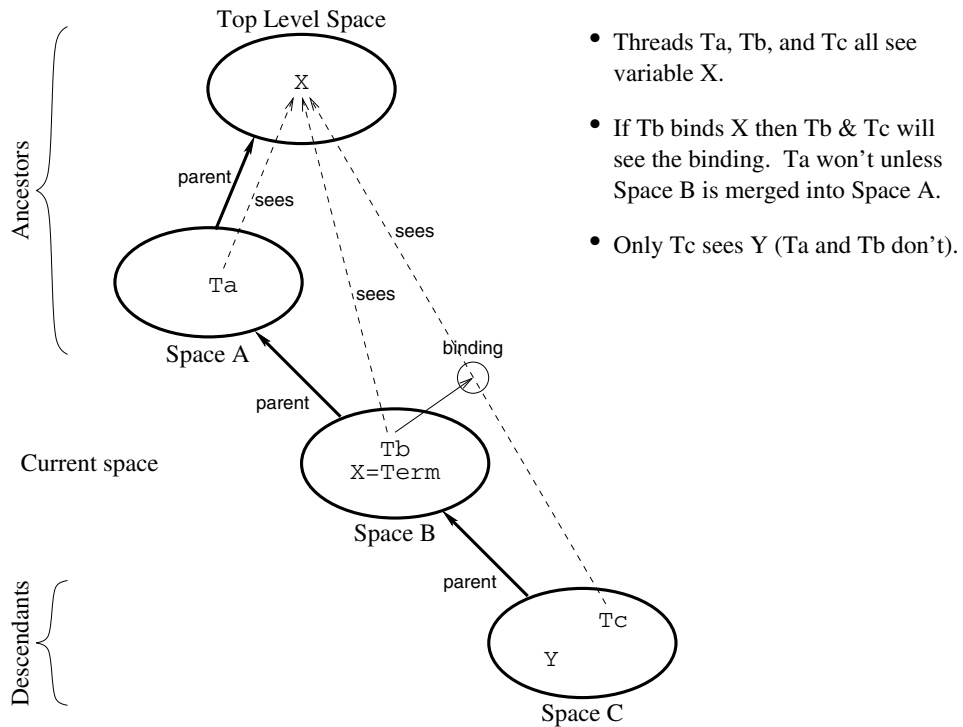 Top Level Space
X
parent
sees
sees
sees
Ta
Space A
Ancestors
binding
parent
Tb
X=Term
Current space
Space B
parent
Tc
Y
Space C
Descendants
• Threads Ta, Tb, and Tc all see
variable X.
• If Tb binds X then Tb & Tc will
see the binding. Ta won't unless
Space B is merged into Space A.
• Only Tc sees Y (Ta and Tb don't).